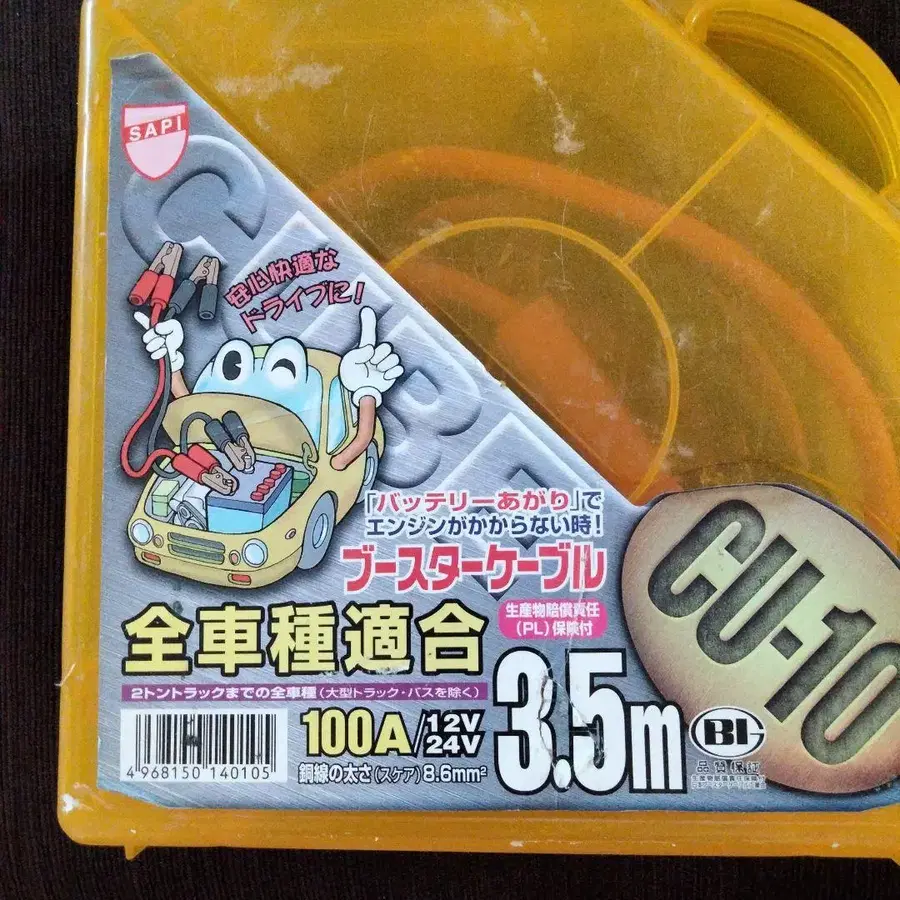 SAPI
CABLE
安心快適な
ドライブに!
「バッテリーあがり」で
エンジンがかからない時!
ブースターケーブル
CU-10
全車種適合
生産物賠償責任
(PL)保険付
2トントラックまでの全車種(大型トラック・バスを除く)
100A/12V
24V
3.5m
銅線の太さ(スケア)8.6mm²
4 968150 140105
品質保証